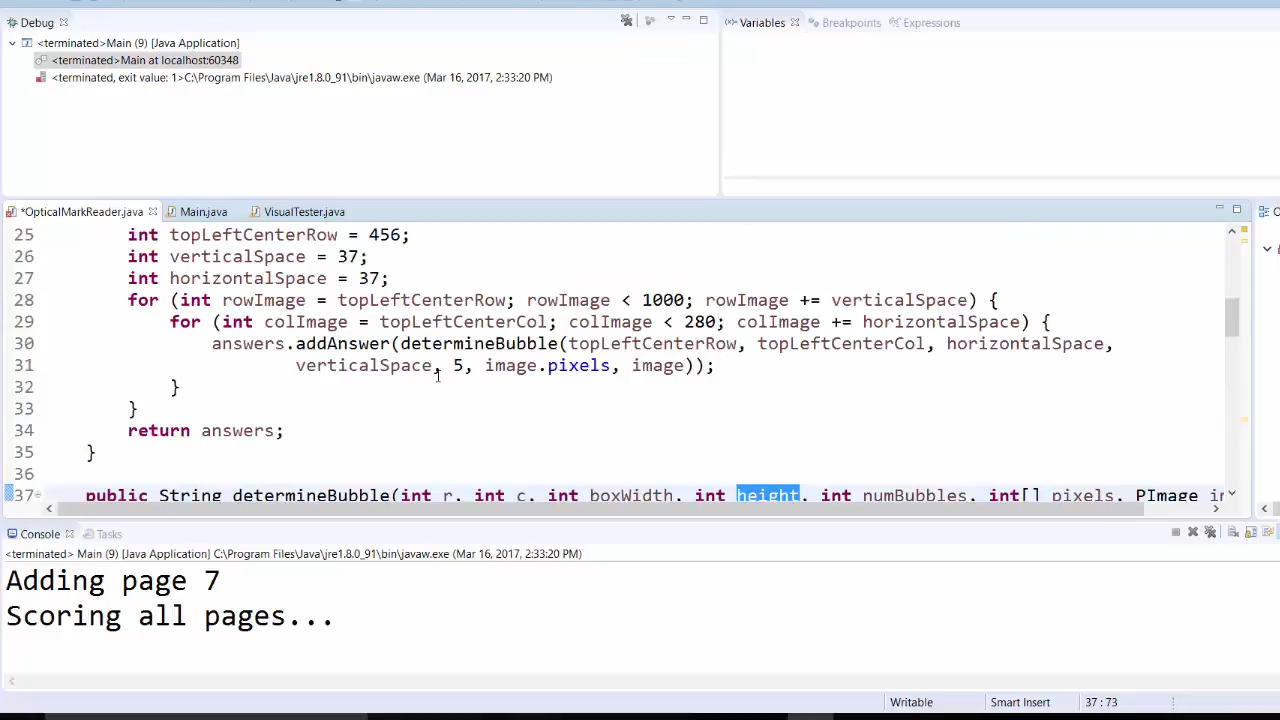 Debug
Variables Breakpoints Expressions
<terminated>Main (9) [Java Application]
<terminated>Main at localhost:60348
<terminated, exit value: 1>C:\Program Files\Java\jre1.8.0_91\bin\javaw.exe (Mar 16, 2017, 2:33:20 PM)
*OpticalMarkReader.java Main.java VisualTester.java
25 int topLeftCenterRow = 456;
26 int verticalSpace = 37;
27 int horizontalSpace = 37;
28 for (int rowImage = topLeftCenterRow; rowImage < 1000; rowImage += verticalSpace) {
29 for (int colImage = topLeftCenterCol; colImage < 280; colImage += horizontalSpace) {
30 answers.addAnswer(determineBubble(topLeftCenterRow, topLeftCenterCol, horizontalSpace,
31 verticalSpace, 5, image.pixels, image));
32 }
33 }
34 return answers;
35 }
36
37 public String determineBubble(int r, int c, int boxWidth, int height, int numBubbles, int[] pixels, PImage
Console Tasks
<terminated> Main (9) [Java Application] C:\Program Files\Java\jre1.8.0_91\bin\javaw.exe (Mar 16, 2017, 2:33:20 PM)
Adding page 7
Scoring all pages...
Writable Smart Insert 37 : 73